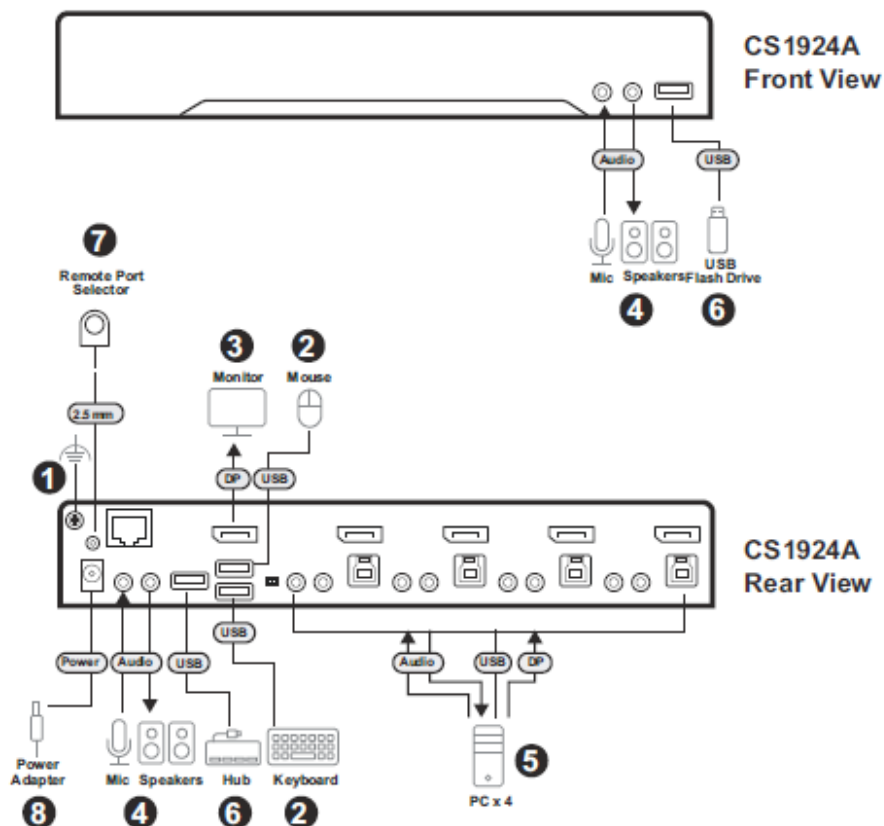 CS1924A
Front View
Audio
USB
Mic
Speakers
USB
Flash Drive
4
6
7
Remote Port
Selector
2.5 mm
1
3
Monitor
2
Mouse
DP
USB
CS1924A
Rear View
Power
Audio
USB
USB
Audio
USB
DP
Power
Adapter
8
Mic
Speakers
4
Hub
6
Keyboard
2
PC x 4
5